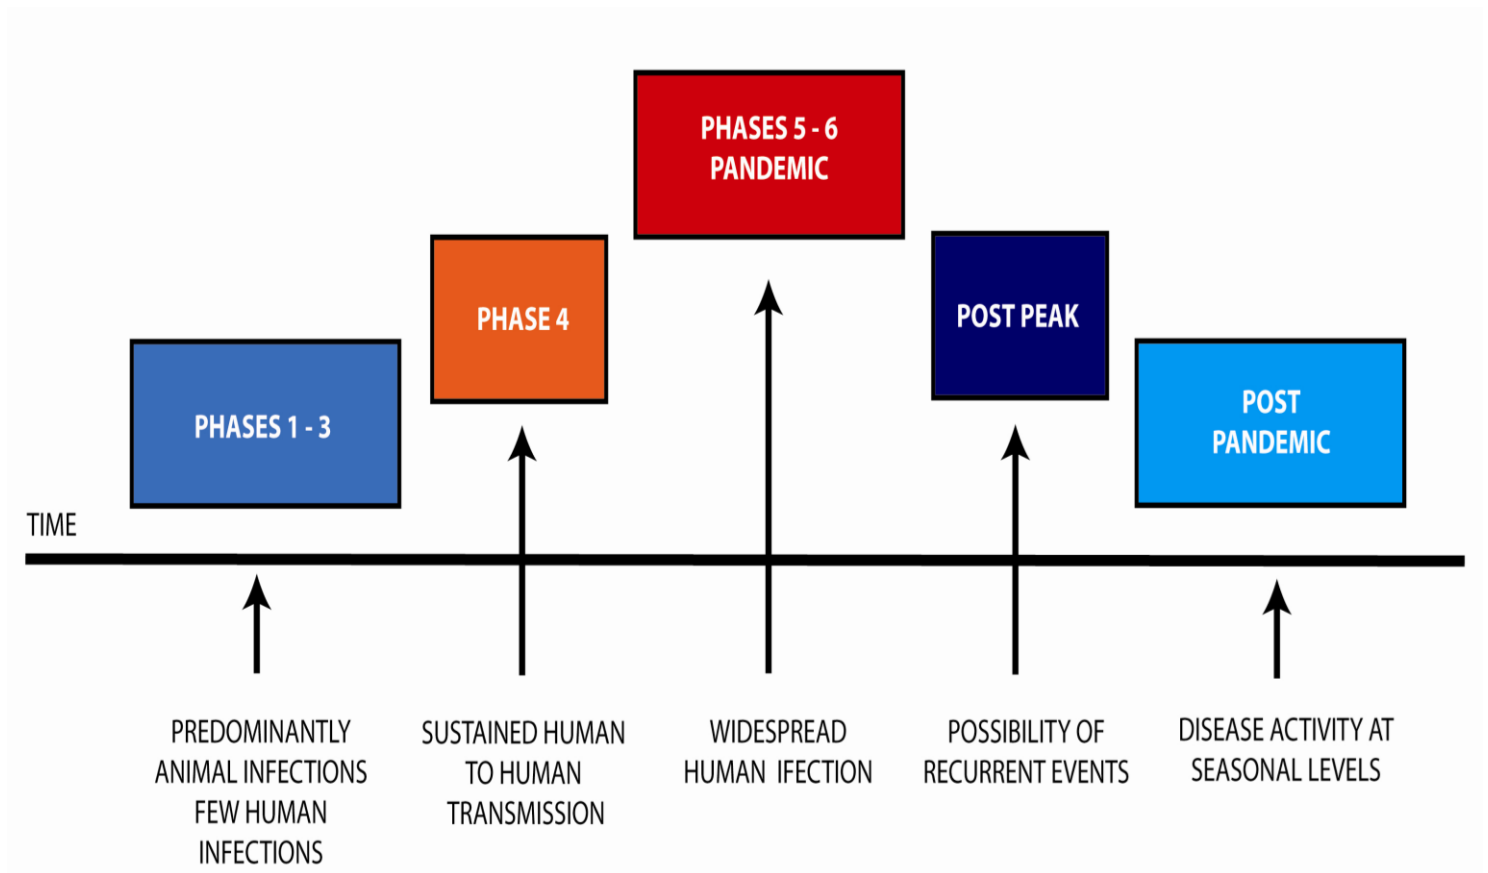 PHASES 5 - 6
PANDEMIC
PHASE 4
POST PEAK
PHASES 1 - 3
POST
PANDEMIC
TIME
PREDOMINANTLY
ANIMAL INFECTIONS
FEW HUMAN
INFECTIONS
SUSTAINED HUMAN
TO HUMAN
TRANSMISSION
WIDESPREAD
HUMAN IFECTION
POSSIBILITY OF
RECURRENT EVENTS
DISEASE ACTIVITY AT
SEASONAL LEVELS